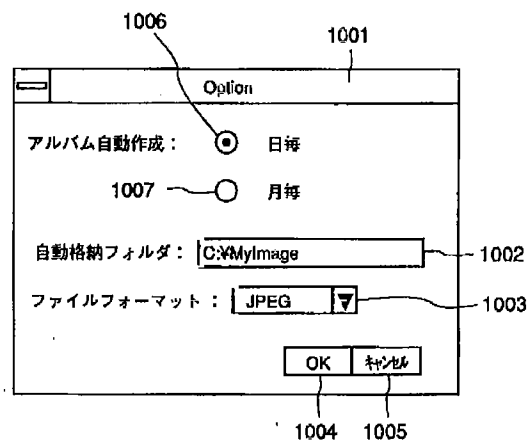 1006
1001
Option
アルバム自動作成： 日毎
1007 月毎
自動格納フォルダ： C:¥MyImage 1002
ファイルフォーマット： JPEG 1003
OK キャンセル
1004 1005